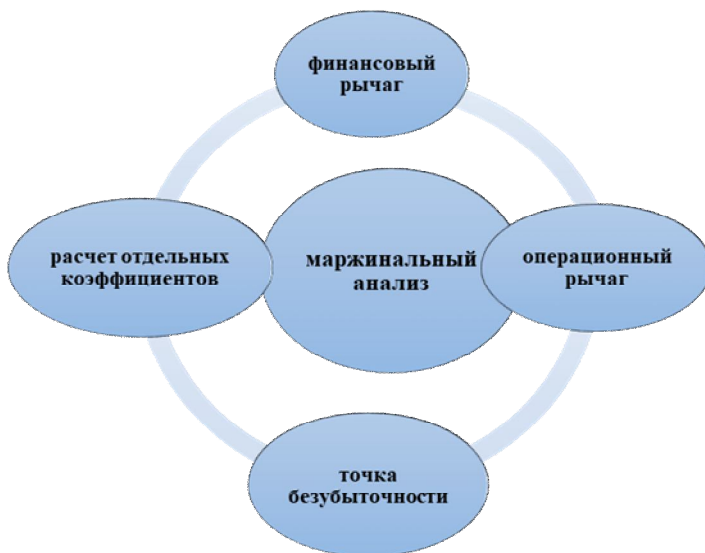 финансовый
рычаг
расчет отдельных
коэффициентов
маржинальный
анализ
операционный
рычаг
точка
безубыточности